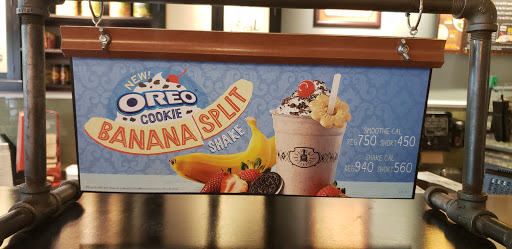 NEW!
OREO
COOKIE
BANANA SPLIT
SHAKE
SMOOTHIE CAL
REG 750 SHORT 450
SHAKE CAL
REG 940 SHORT 560